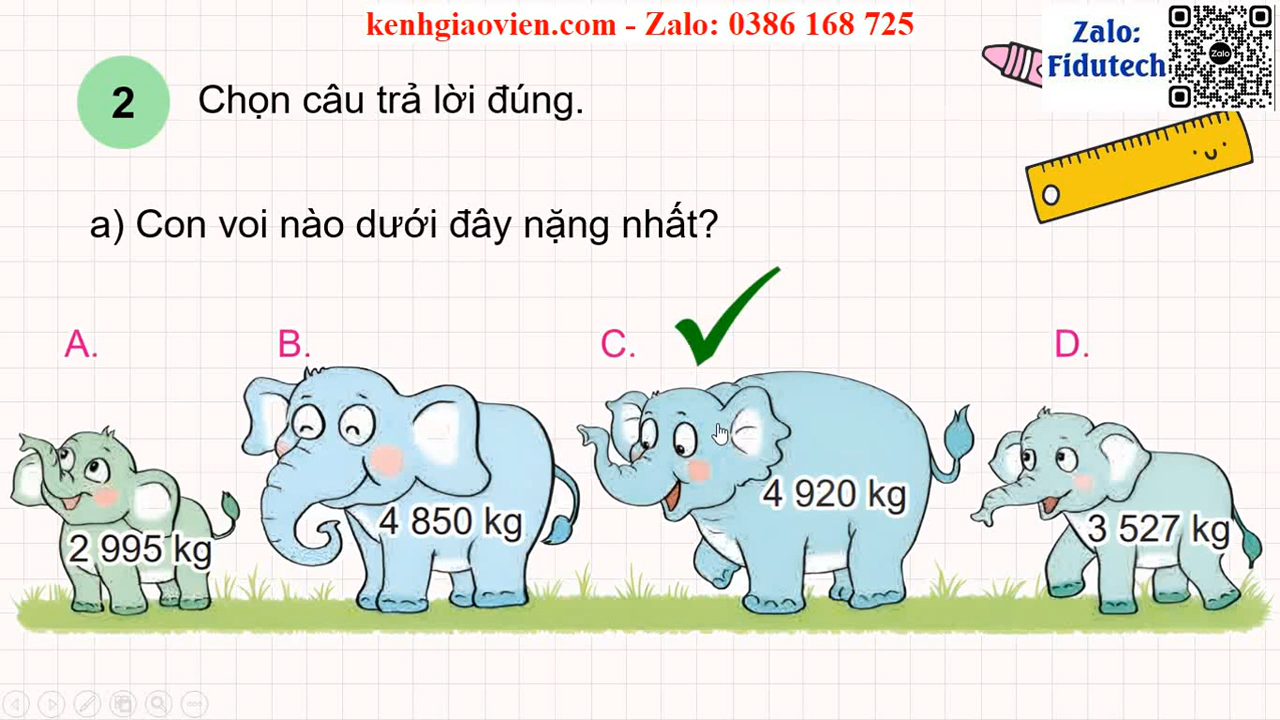 kenhgiaovien.com - Zalo: 0386 168 725
Zalo:
Fidutech
Zalo
2 Chọn câu trả lời đúng.
a) Con voi nào dưới đây nặng nhất?
A. B. C. D.
2 995 kg 4 850 kg 4 920 kg 3 527 kg